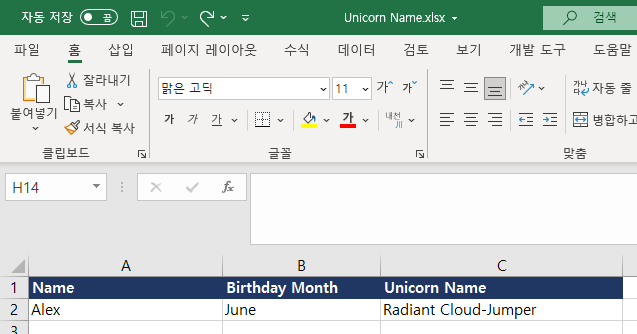 자동 저장 끔 Unicorn Name.xlsx 검색
파일 홈 삽입 페이지 레이아웃 수식 데이터 검토 보기 개발 도구 도움말
붙여넣기 잘라내기 맑은 고딕 11 가 가 가나다 자동 줄
복사
서식 복사 가 가 가 가 내천 병합하고
클립보드 글꼴 맞춤
H14 fx
A B C
1 Name Birthday Month Unicorn Name
2 Alex June Radiant Cloud-Jumper
3